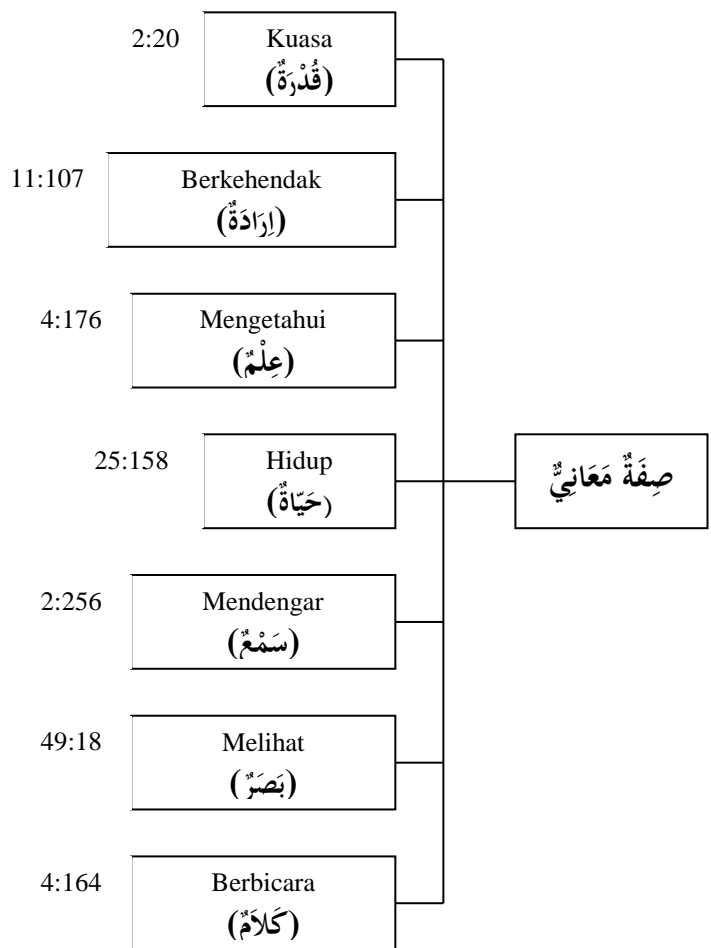 2:20
Kuasa
(قُدْرَةٌ)
11:107
Berkehendak
(اِرَادَةٌ)
4:176
Mengetahui
(عِلْمٌ)
25:158
Hidup
(حَيّاةٌ)
صِفَةٌ مَعَانِيٌّ
2:256
Mendengar
(سَمْعٌ)
49:18
Melihat
(بَصَرٌ)
4:164
Berbicara
(كَلاَمٌ)